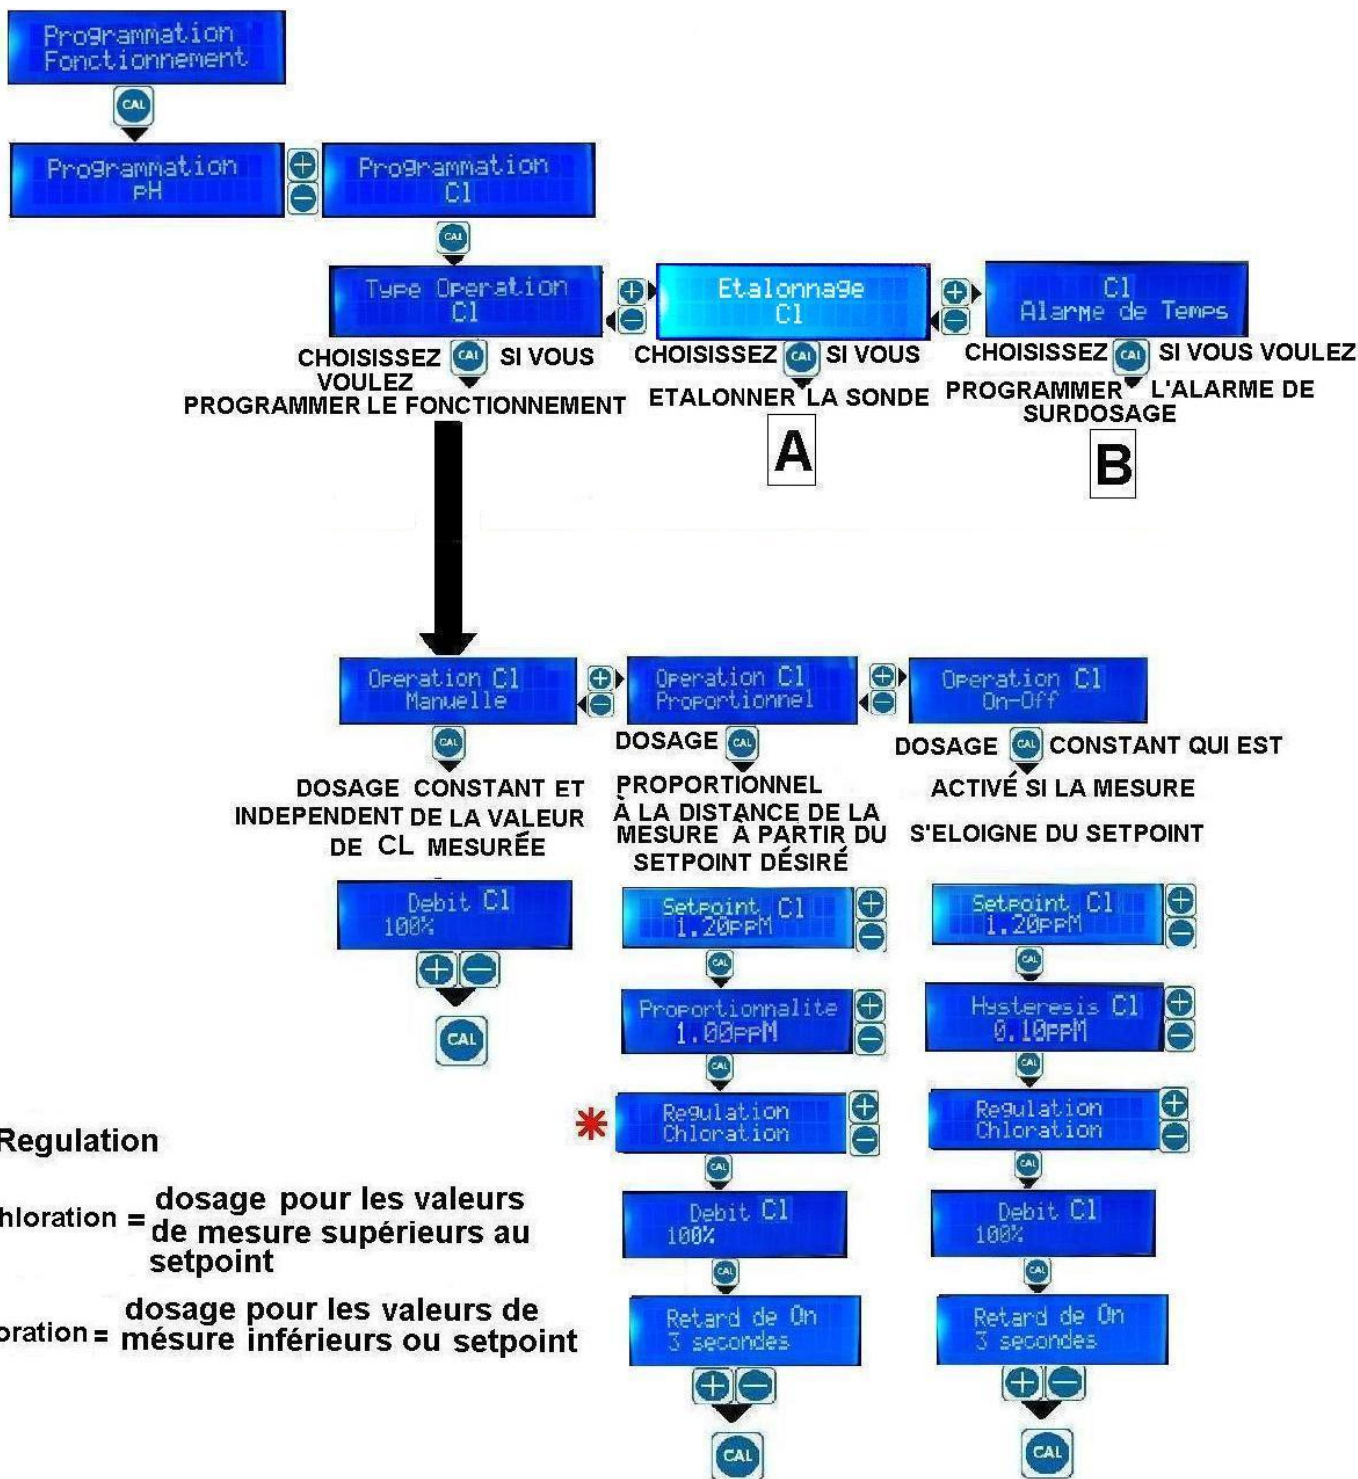 Programmation
Fonctionnement
CAL
Programmation
pH
+
−
Programmation
Cl
CAL
Type Operation
Cl
+
−
Etalonnage
Cl
+
−
Cl
Alarme de Temps
CHOISISSEZ CAL SI VOUS
VOULEZ
PROGRAMMER LE FONCTIONNEMENT
CHOISISSEZ CAL SI VOUS
ETALONNER LA SONDE
A
CHOISISSEZ CAL SI VOUS VOULEZ
PROGRAMMER L'ALARME DE
SURDOSAGE
B
Operation Cl
Manuelle
+
−
Operation Cl
Proportionnel
+
−
Operation Cl
On-Off
CAL
DOSAGE CONSTANT ET
INDEPENDENT DE LA VALEUR
DE CL MESURÉE
Debit Cl
100%
+ −
CAL
DOSAGE CAL
PROPORTIONNEL
À LA DISTANCE DE LA
MESURE À PARTIR DU
SETPOINT DÉSIRÉ
Setpoint Cl
1.20ppM
+
−
CAL
Proportionnalite
1.00ppM
+
−
CAL
Regulation
Chloration
+
−
CAL
Debit Cl
100%
CAL
Retard de On
3 secondes
+ −
CAL
DOSAGE CAL CONSTANT QUI EST
ACTIVÉ SI LA MESURE
S'ELOIGNE DU SETPOINT
Setpoint Cl
1.20ppM
+
−
CAL
Hysteresis Cl
0.10ppM
+
−
CAL
Regulation
Chloration
+
−
CAL
Debit Cl
100%
CAL
Retard de On
3 secondes
+ −
CAL
*
Regulation
hloration = dosage pour les valeurs
de mesure supérieurs au
setpoint
oration = dosage pour les valeurs de
mésure inférieurs ou setpoint